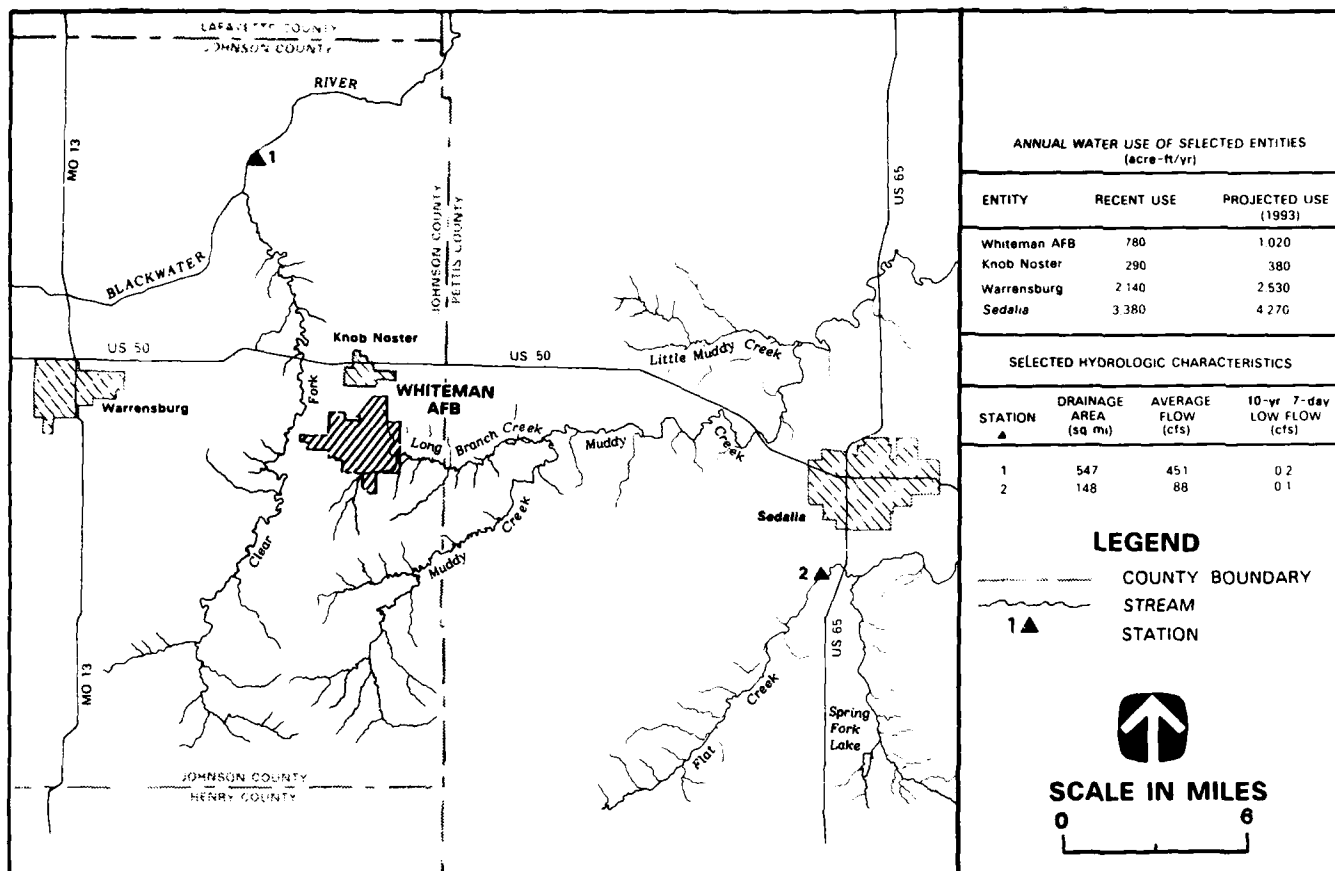 LAFAYETTE COUNTY
JOHNSON COUNTY
RIVER
1
MO 13
US 65
JOHNSON COUNTY
PETTIS COUNTY
BLACKWATER
Knob Noster
US 50
US 50
Little Muddy Creek
Warrensburg
Fork
WHITEMAN
AFB
Long Branch Creek
Muddy Creek
Sedalia
Clear
Muddy Creek
2
US 65
MO 13
Flat Creek
Spring
Fork
Lake
JOHNSON COUNTY
HENRY COUNTY
ANNUAL WATER USE OF SELECTED ENTITIES
(acre-ft/yr)
ENTITY RECENT USE PROJECTED USE
(1993)
Whiteman AFB 780 1 020
Knob Noster 290 380
Warrensburg 2 140 2 530
Sedalia 3 380 4 270
SELECTED HYDROLOGIC CHARACTERISTICS
STATION DRAINAGE AREA (sq mi) AVERAGE FLOW (cfs) 10-yr 7-day LOW FLOW (cfs)
1 547 451 0 2
2 148 88 0 1
LEGEND
COUNTY BOUNDARY
STREAM
1 STATION
SCALE IN MILES
0 6